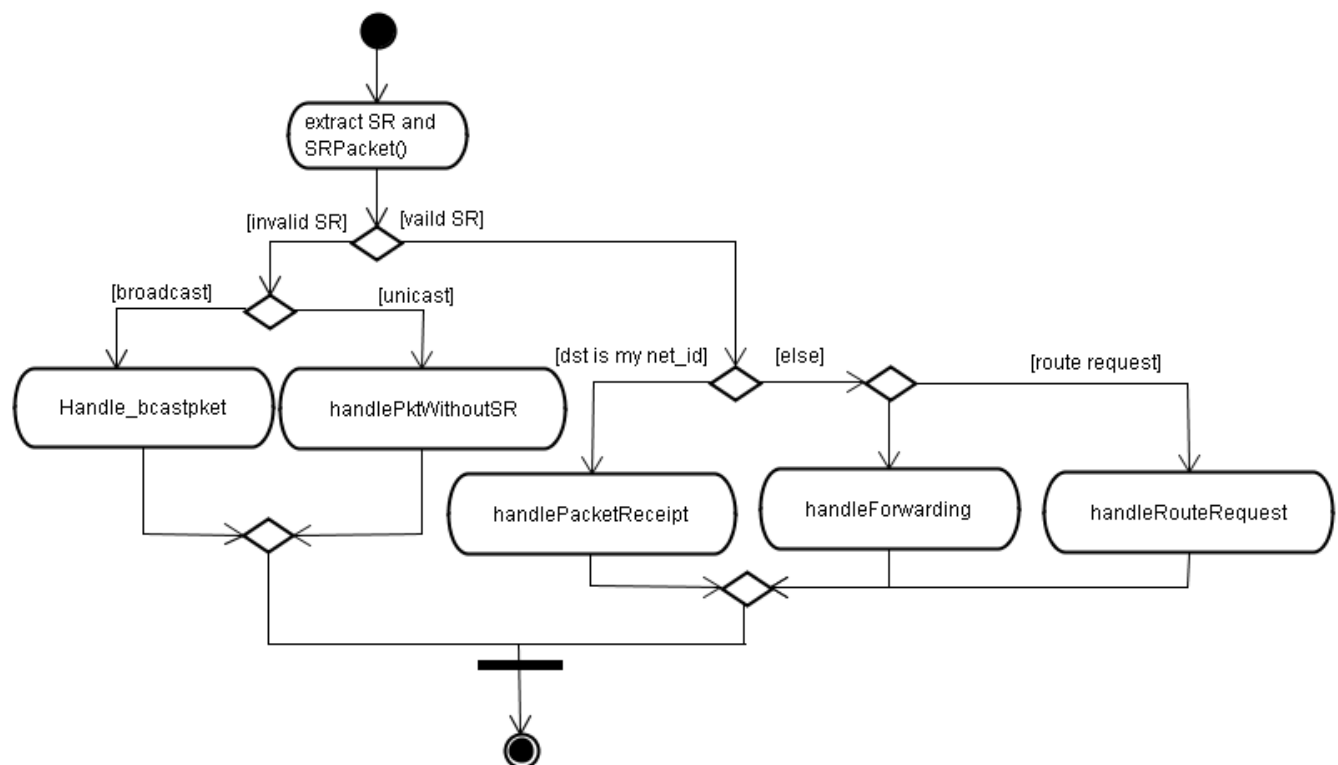 extract SR and
SRPacket()
[invalid SR]
[vaild SR]
[broadcast]
[unicast]
[dst is my net_id]
[else]
[route request]
Handle_bcastpket
handlePktWithoutSR
handlePacketReceipt
handleForwarding
handleRouteRequest